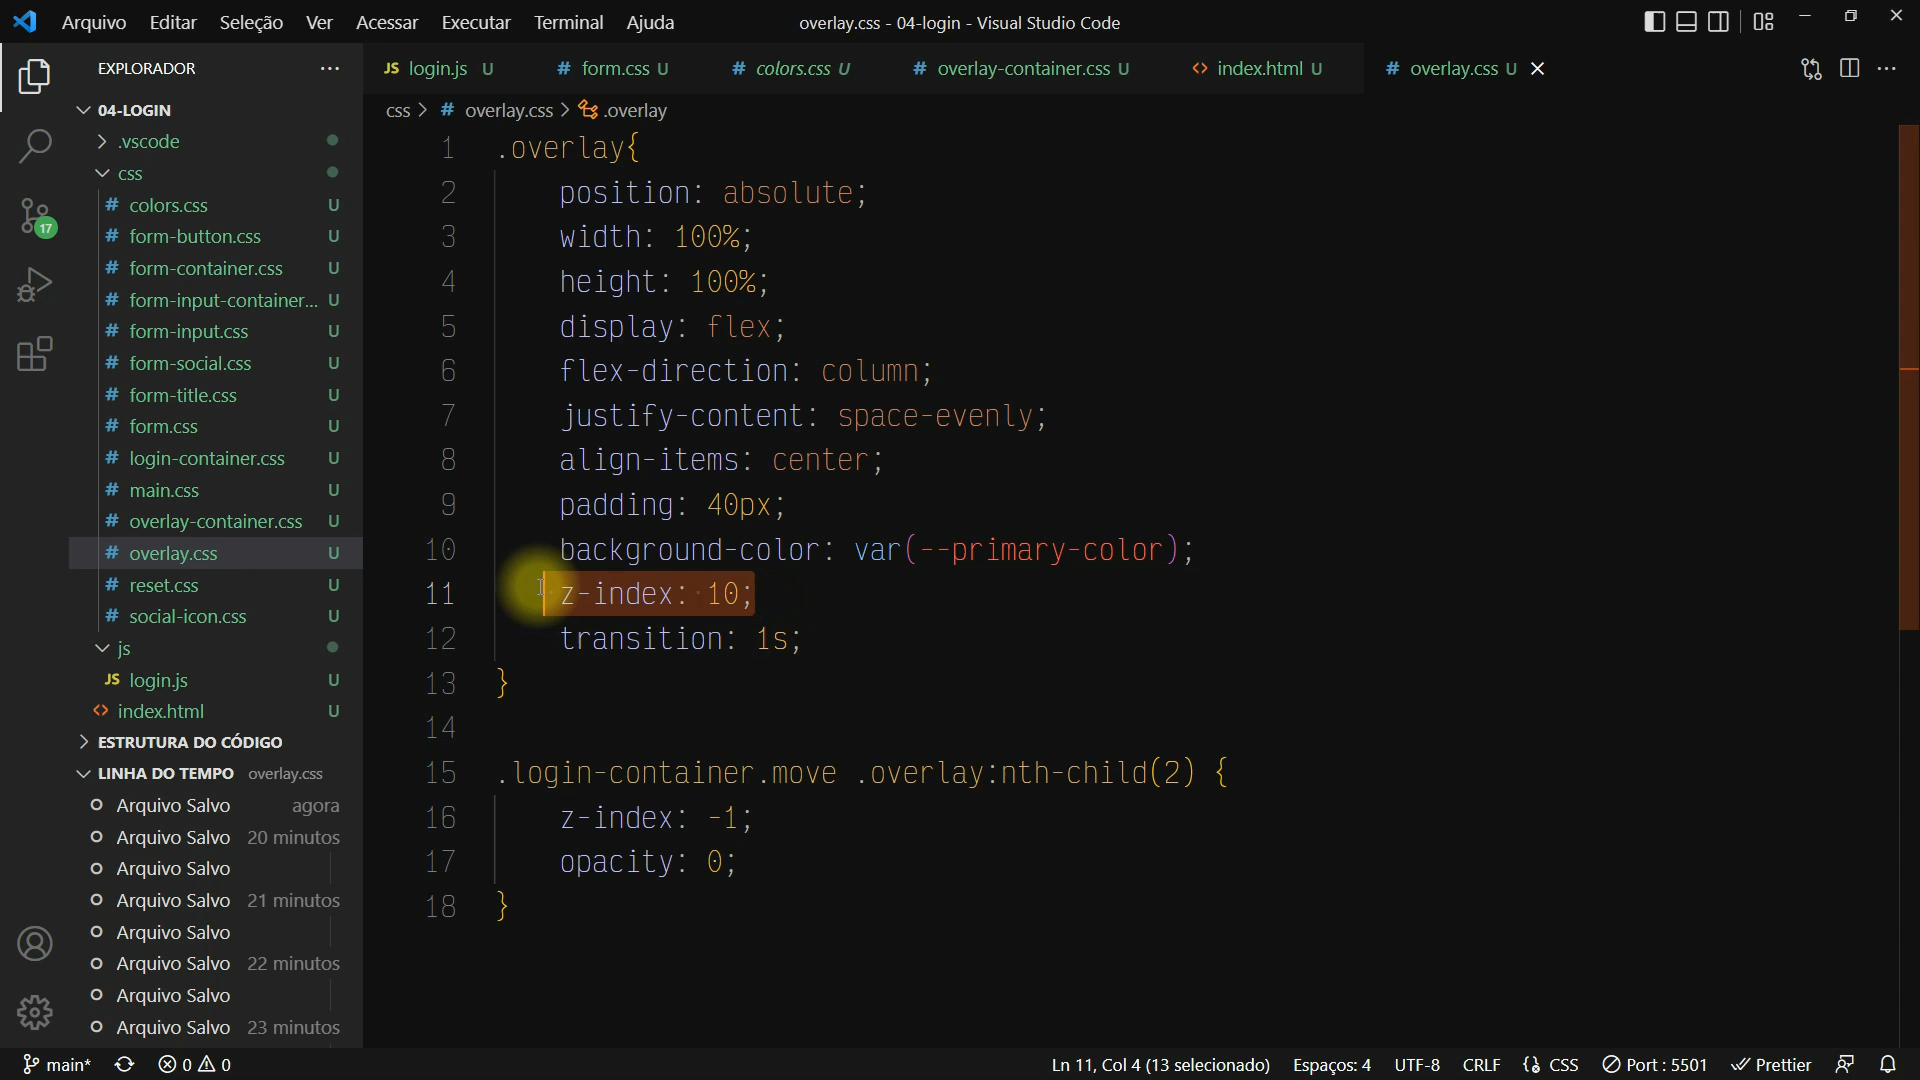 Arquivo Editar Seleção Ver Acessar Executar Terminal Ajuda
overlay.css - 04-login - Visual Studio Code
EXPLORADOR
JS login.js U
# form.css U
# colors.css U
# overlay-container.css U
<> index.html U
# overlay.css U
css > # overlay.css > .overlay
04-LOGIN
.vscode
css
# colors.css U
# form-button.css U
# form-container.css U
# form-input-container... U
# form-input.css U
# form-social.css U
# form-title.css U
# form.css U
# login-container.css U
# main.css U
# overlay-container.css U
# overlay.css U
# reset.css U
# social-icon.css U
js
JS login.js U
<> index.html U
ESTRUTURA DO CÓDIGO
LINHA DO TEMPO overlay.css
Arquivo Salvo agora
Arquivo Salvo 20 minutos
Arquivo Salvo
Arquivo Salvo 21 minutos
Arquivo Salvo
Arquivo Salvo 22 minutos
Arquivo Salvo
Arquivo Salvo 23 minutos
17
1 .overlay{
2 position: absolute;
3 width: 100%;
4 height: 100%;
5 display: flex;
6 flex-direction: column;
7 justify-content: space-evenly;
8 align-items: center;
9 padding: 40px;
10 background-color: var(--primary-color);
11 z-index: 10;
12 transition: 1s;
13 }
14
15 .login-container.move .overlay:nth-child(2) {
16 z-index: -1;
17 opacity: 0;
18 }
main* 0 0 Ln 11, Col 4 (13 selecionado) Espaços: 4 UTF-8 CRLF {} CSS Port : 5501 Prettier